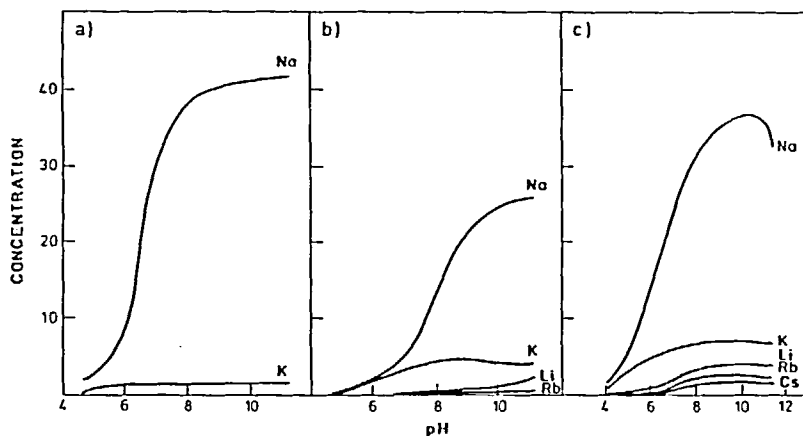 a)
Na
K
40
30
20
10
CONCENTRATION
4
6
8
10
b)
Na
K
Li
Rb
6
8
10
pH
c)
Na
K
Li
Rb
Cs
4
6
8
10
12